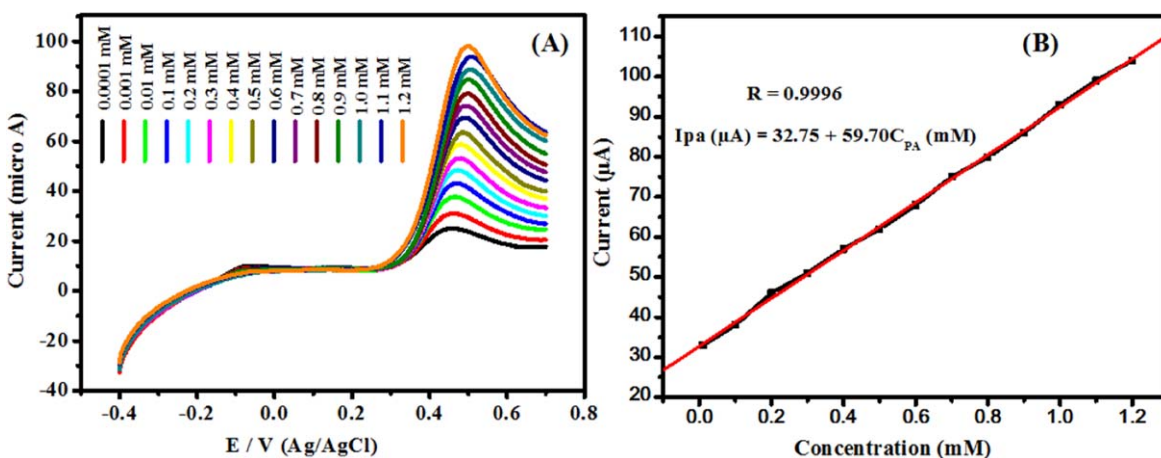 (A)
100
80
60
40
20
0
-20
-40
Current (micro A)
0.0001 mM
0.001 mM
0.01 mM
0.1 mM
0.2 mM
0.3 mM
0.4 mM
0.5 mM
0.6 mM
0.7 mM
0.8 mM
0.9 mM
1.0 mM
1.1 mM
1.2 mM
-0.4 -0.2 0.0 0.2 0.4 0.6 0.8
E / V (Ag/AgCl)
(B)
110
100
90
80
70
60
50
40
30
20
Current (µA)
R = 0.9996
Ipa (µA) = 32.75 + 59.70C_PA (mM)
0.0 0.2 0.4 0.6 0.8 1.0 1.2
Concentration (mM)